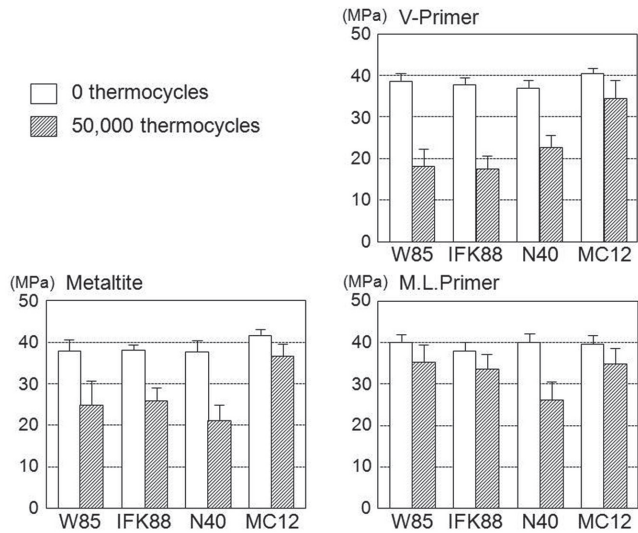 (MPa) V-Primer
50
40
30
20
10
0
W85 IFK88 N40 MC12
0 thermocycles
50,000 thermocycles
(MPa) Metaltite
50
40
30
20
10
0
W85 IFK88 N40 MC12
(MPa) M.L.Primer
50
40
30
20
10
0
W85 IFK88 N40 MC12